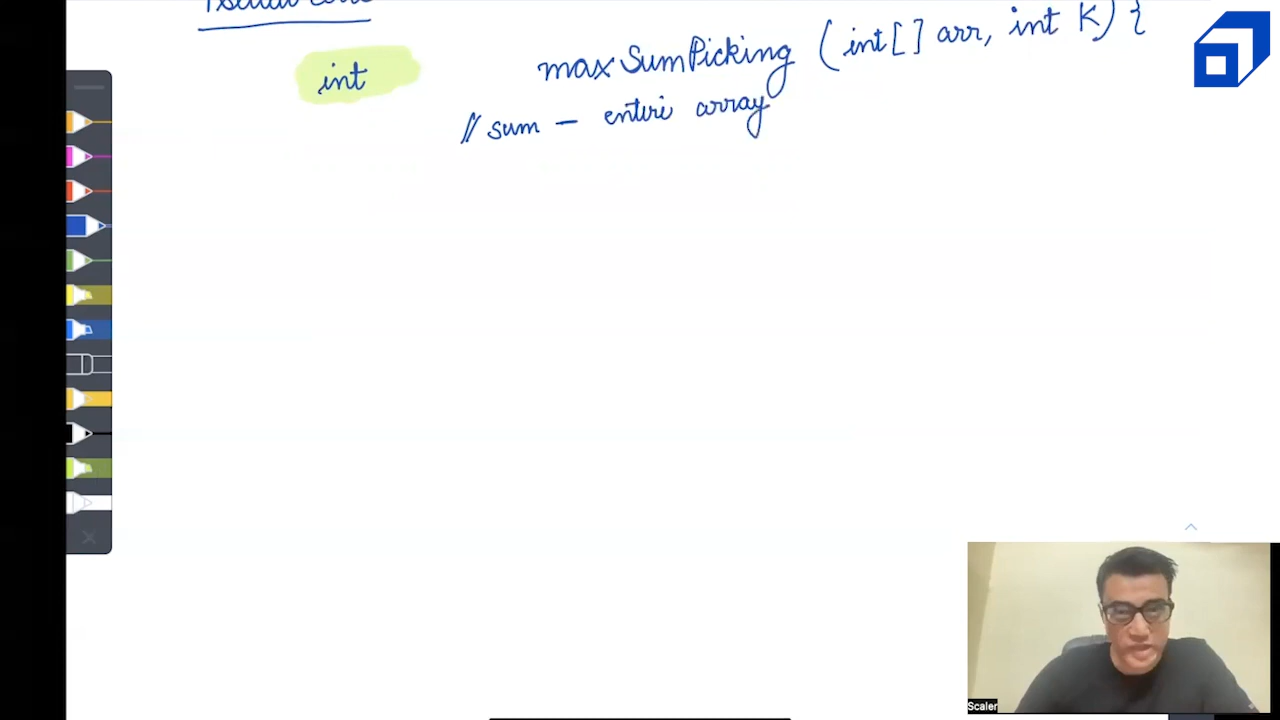 int maxSumPicking (int[] arr, int K) {
// sum – entire array
Scaler